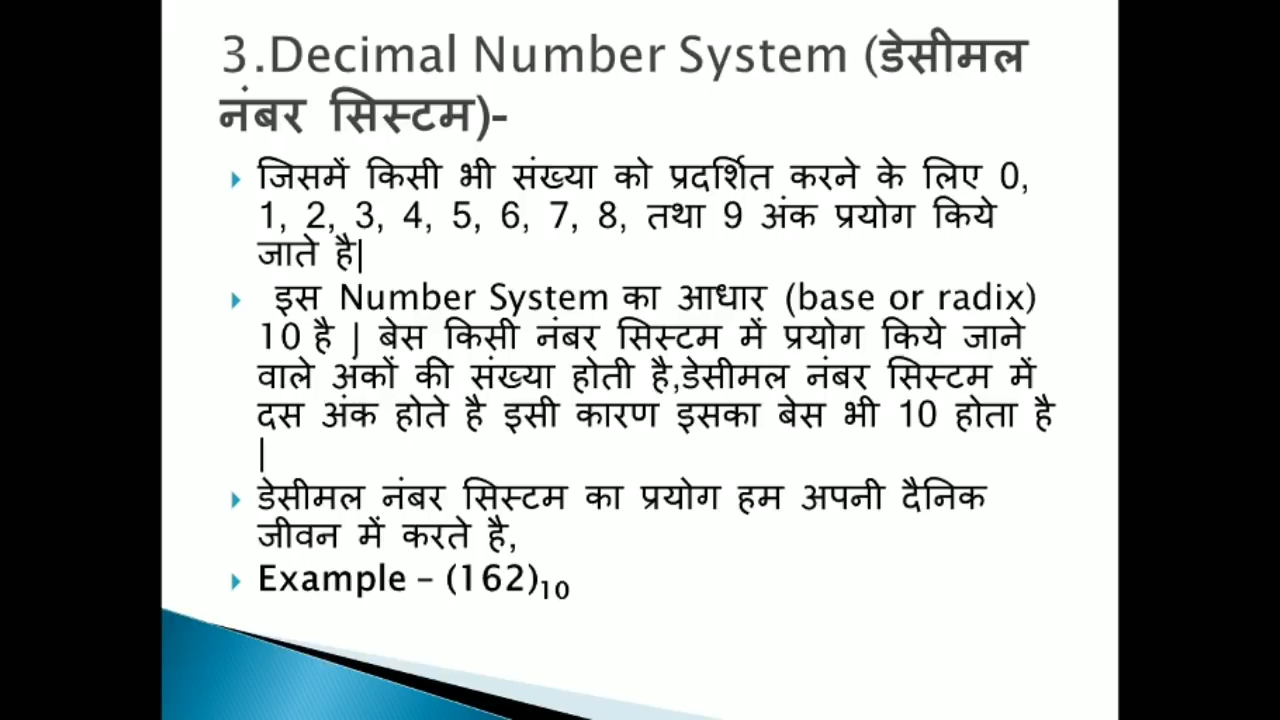 3.Decimal Number System (डेसीमल
नंबर सिस्टम)-
जिसमें किसी भी संख्या को प्रदर्शित करने के लिए 0,
1, 2, 3, 4, 5, 6, 7, 8, तथा 9 अंक प्रयोग किये
जाते है|
इस Number System का आधार (base or radix)
10 है | बेस किसी नंबर सिस्टम में प्रयोग किये जाने
वाले अंकों की संख्या होती है,डेसीमल नंबर सिस्टम में
दस अंक होते है इसी कारण इसका बेस भी 10 होता है
|
डेसीमल नंबर सिस्टम का प्रयोग हम अपनी दैनिक
जीवन में करते है,
Example – (162)₁₀